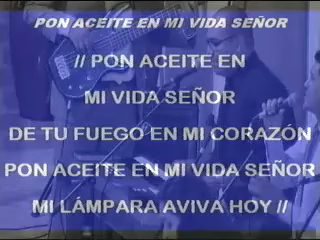 PON ACEITE EN MI VIDA SEÑOR
// PON ACEITE EN
MI VIDA SEÑOR
DE TU FUEGO EN MI CORAZÓN
PON ACEITE EN MI VIDA SEÑOR
MI LÁMPARA AVIVA HOY //